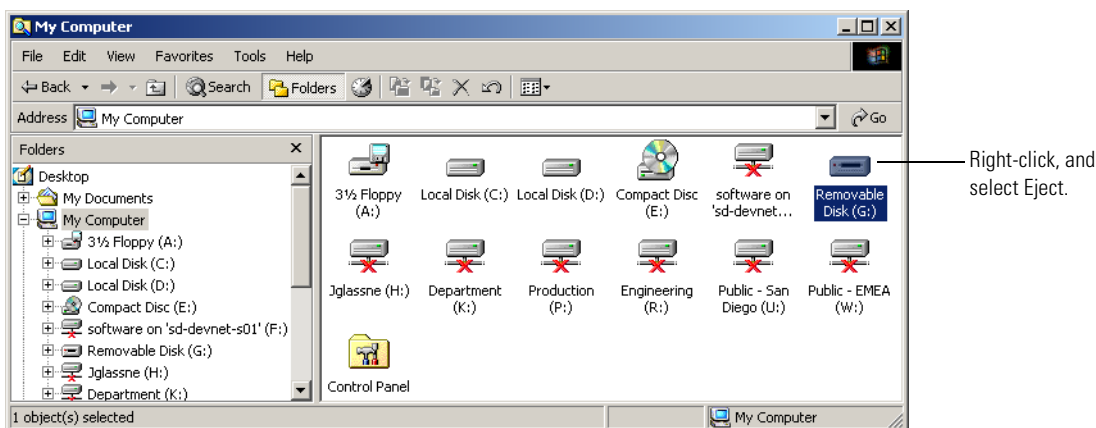 My Computer
File Edit View Favorites Tools Help
Back Search Folders
Address My Computer Go
Folders
Desktop
My Documents
My Computer
3½ Floppy (A:)
Local Disk (C:)
Local Disk (D:)
Compact Disc (E:)
software on 'sd-devnet-s01' (F:)
Removable Disk (G:)
Jglassne (H:)
Department (K:)
3½ Floppy
(A:)
Local Disk (C:)
Local Disk (D:)
Compact Disc
(E:)
software on
'sd-devnet...
Removable
Disk (G:)
Jglassne (H:)
Department
(K:)
Production
(P:)
Engineering
(R:)
Public - San
Diego (U:)
Public - EMEA
(W:)
Control Panel
Right-click, and
select Eject.
1 object(s) selected
My Computer